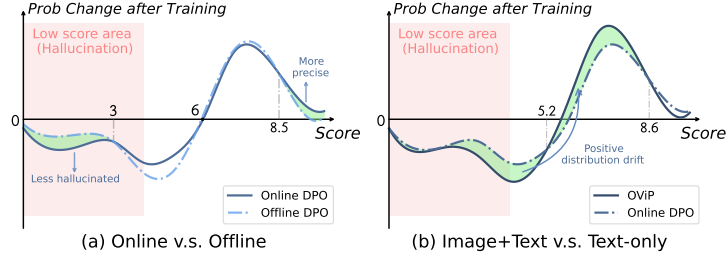 Prob Change after Training
Low score area
(Hallucination)
More
precise
3
6
8.5
0
Score
Less hallucinated
Online DPO
Offline DPO
(a) Online v.s. Offline
Prob Change after Training
Low score area
(Hallucination)
5.2
8.6
0
Score
Positive
distribution drift
OViP
Online DPO
(b) Image+Text v.s. Text-only